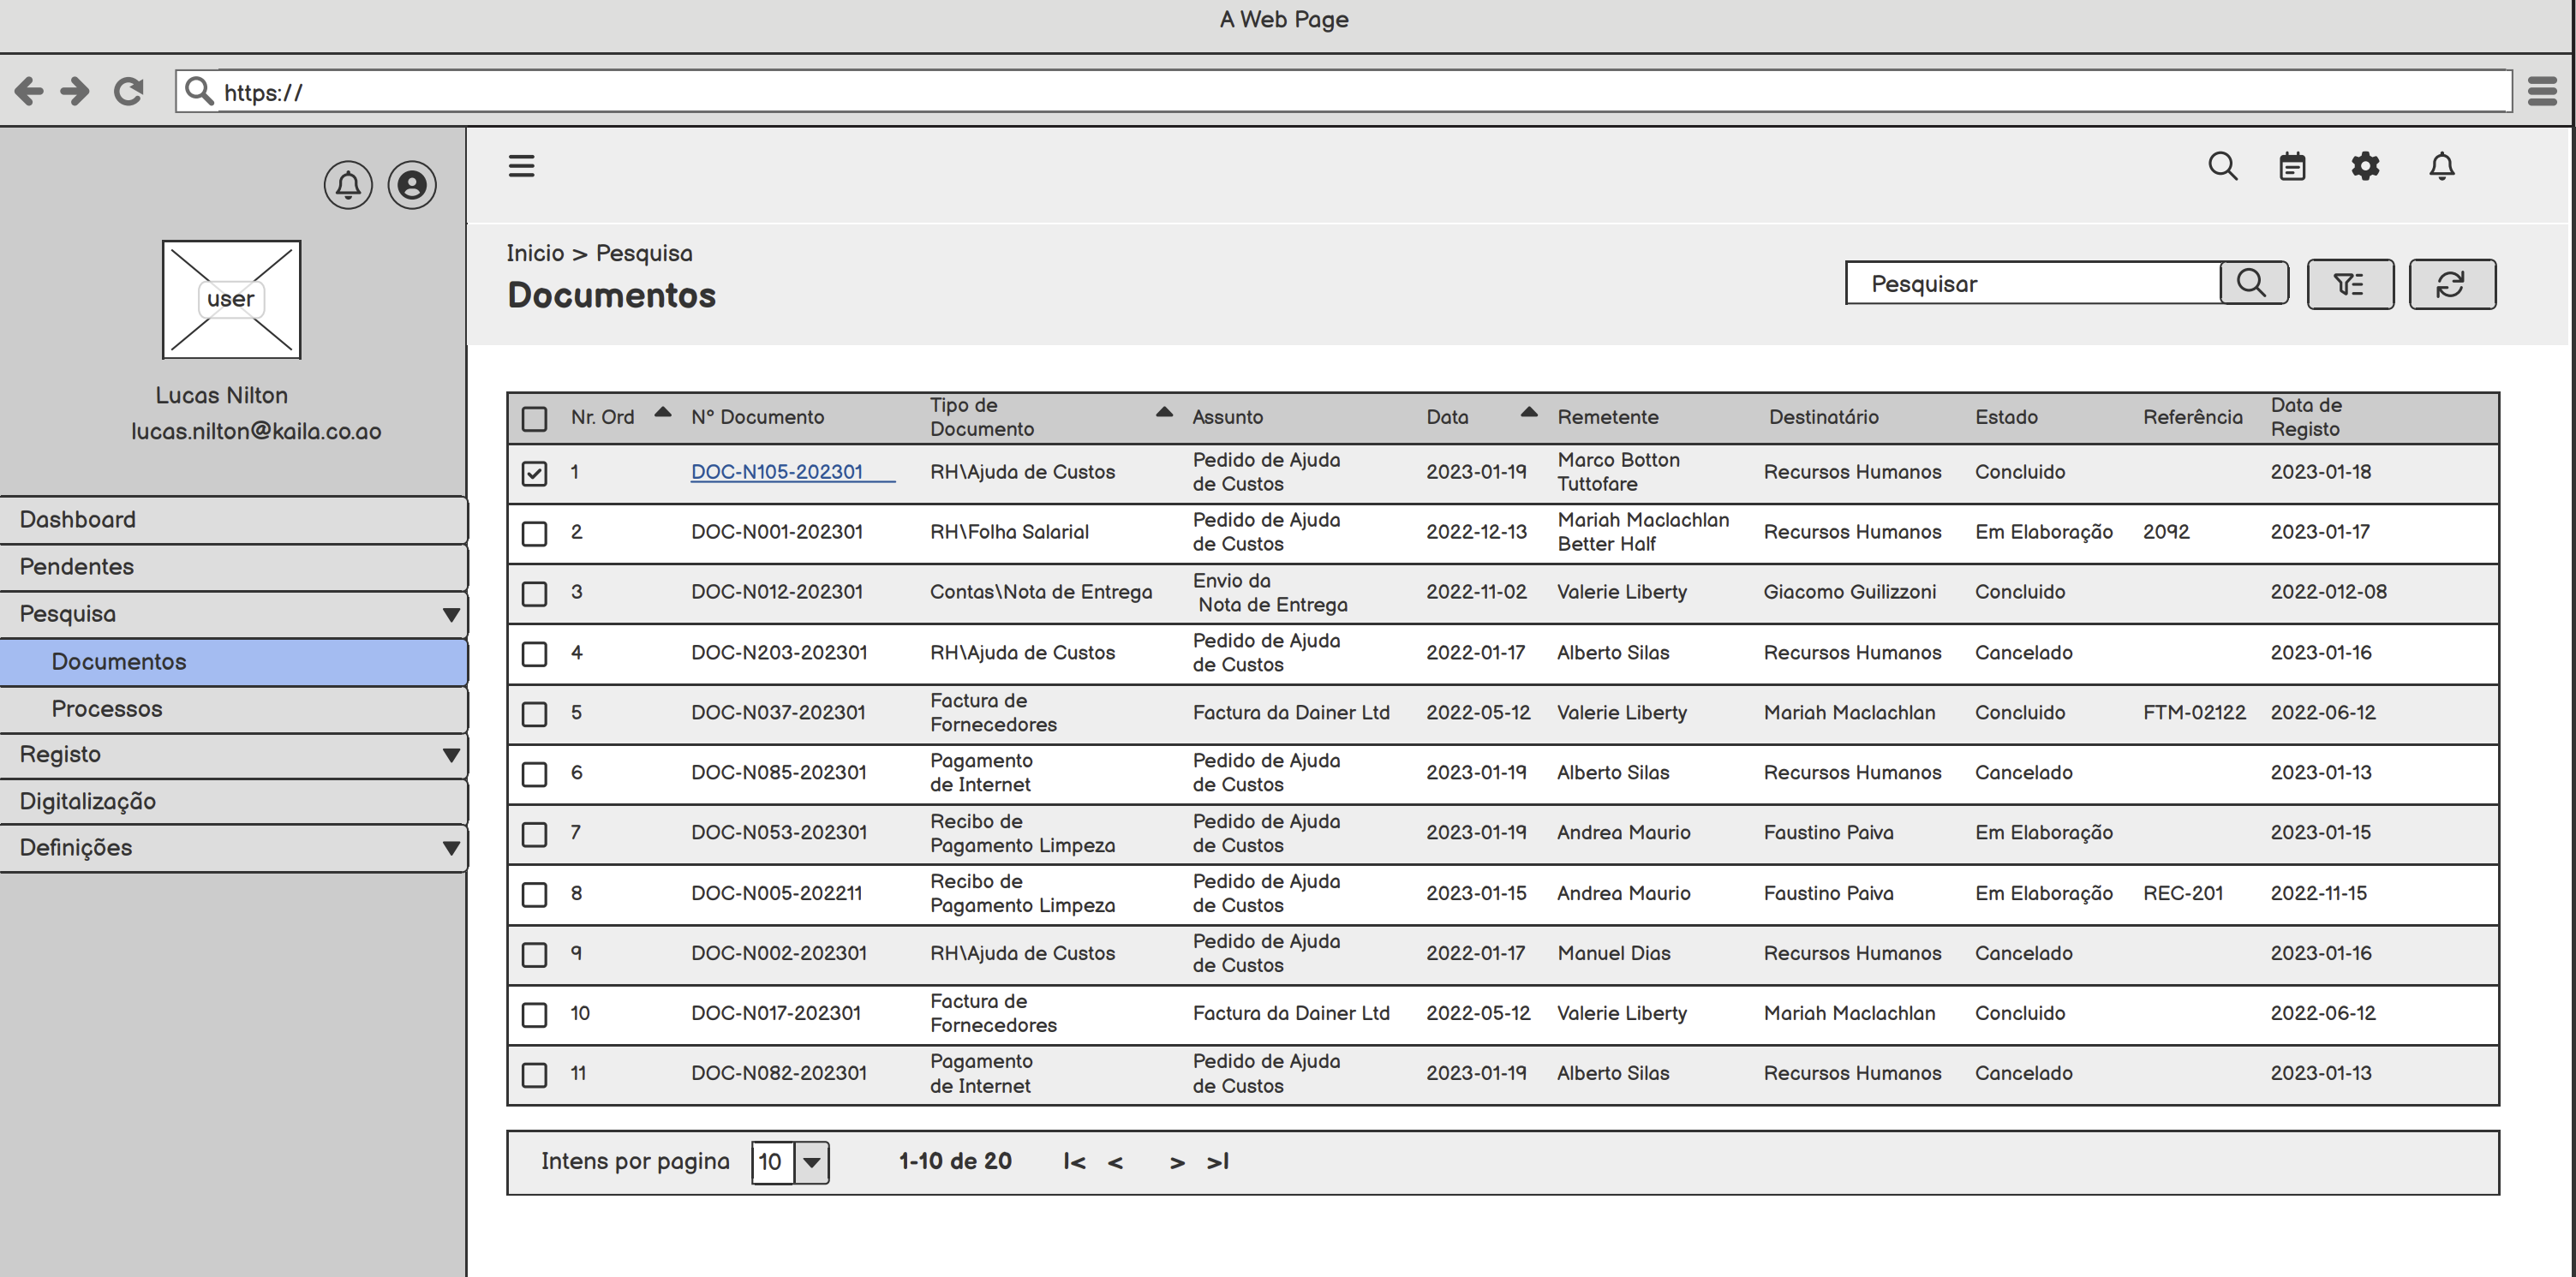 A Web Page
https://
user
Lucas Nilton
lucas.nilton@kaila.co.ao
Dashboard
Pendentes
Pesquisa
Documentos
Processos
Registo
Digitalização
Definições
Inicio > Pesquisa
Documentos
Pesquisar
Nr. Ord N° Documento Tipo de Documento Assunto Data Remetente Destinatário Estado Referência Data de Registo
1 DOC-N105-202301 RH\Ajuda de Custos Pedido de Ajuda de Custos 2023-01-19 Marco Botton Tuttofare Recursos Humanos Concluido 2023-01-18
2 DOC-N001-202301 RH\Folha Salarial Pedido de Ajuda de Custos 2022-12-13 Mariah Maclachlan Better Half Recursos Humanos Em Elaboração 2092 2023-01-17
3 DOC-N012-202301 Contas\Nota de Entrega Envio da Nota de Entrega 2022-11-02 Valerie Liberty Giacomo Guilizzoni Concluido 2022-012-08
4 DOC-N203-202301 RH\Ajuda de Custos Pedido de Ajuda de Custos 2022-01-17 Alberto Silas Recursos Humanos Cancelado 2023-01-16
5 DOC-N037-202301 Factura de Fornecedores Factura da Dainer Ltd 2022-05-12 Valerie Liberty Mariah Maclachlan Concluido FTM-02122 2022-06-12
6 DOC-N085-202301 Pagamento de Internet Pedido de Ajuda de Custos 2023-01-19 Alberto Silas Recursos Humanos Cancelado 2023-01-13
7 DOC-N053-202301 Recibo de Pagamento Limpeza Pedido de Ajuda de Custos 2023-01-19 Andrea Maurio Faustino Paiva Em Elaboração 2023-01-15
8 DOC-N005-202211 Recibo de Pagamento Limpeza Pedido de Ajuda de Custos 2023-01-15 Andrea Maurio Faustino Paiva Em Elaboração REC-201 2022-11-15
9 DOC-N002-202301 RH\Ajuda de Custos Pedido de Ajuda de Custos 2022-01-17 Manuel Dias Recursos Humanos Cancelado 2023-01-16
10 DOC-N017-202301 Factura de Fornecedores Factura da Dainer Ltd 2022-05-12 Valerie Liberty Mariah Maclachlan Concluido 2022-06-12
11 DOC-N082-202301 Pagamento de Internet Pedido de Ajuda de Custos 2023-01-19 Alberto Silas Recursos Humanos Cancelado 2023-01-13
Intens por pagina 10 1-10 de 20 |< < > >|